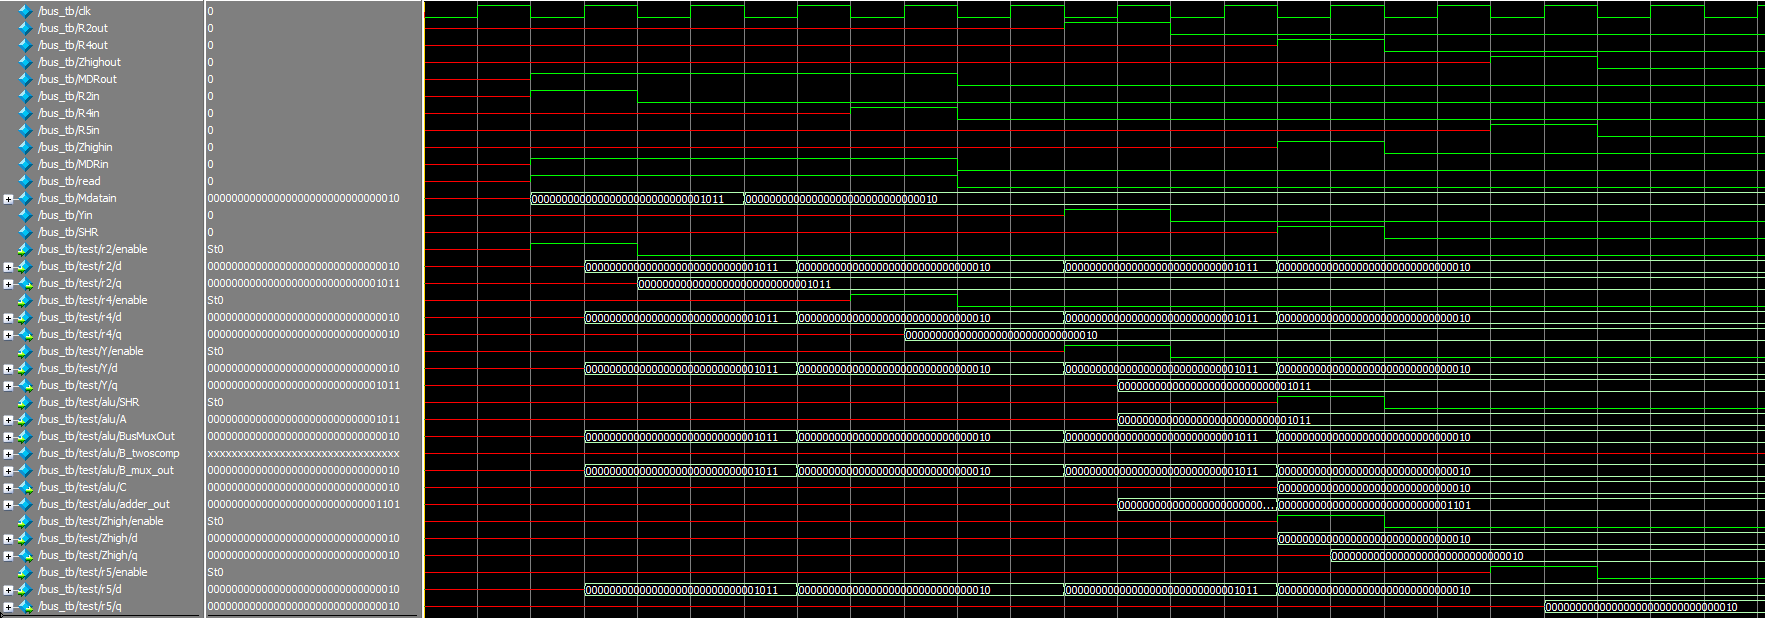 /bus_tb/clk 0
/bus_tb/R2out 0
/bus_tb/R4out 0
/bus_tb/Zhighout 0
/bus_tb/MDRout 0
/bus_tb/R2in 0
/bus_tb/R4in 0
/bus_tb/R5in 0
/bus_tb/Zhighin 0
/bus_tb/MDRin 0
/bus_tb/read 0
/bus_tb/Mdatain 00000000000000000000000000000010 00000000000000000000000000001011 00000000000000000000000000000010
/bus_tb/Yin 0
/bus_tb/SHR 0
/bus_tb/test/r2/enable St0
/bus_tb/test/r2/d 00000000000000000000000000000010 00000000000000000000000000001011 00000000000000000000000000000010 00000000000000000000000000001011 00000000000000000000000000000010
/bus_tb/test/r2/q 00000000000000000000000000001011 00000000000000000000000000001011
/bus_tb/test/r4/enable St0
/bus_tb/test/r4/d 00000000000000000000000000000010 00000000000000000000000000001011 00000000000000000000000000000010 00000000000000000000000000001011 00000000000000000000000000000010
/bus_tb/test/r4/q 00000000000000000000000000000010 00000000000000000000000000000010
/bus_tb/test/Y/enable St0
/bus_tb/test/Y/d 00000000000000000000000000000010 00000000000000000000000000001011 00000000000000000000000000000010 00000000000000000000000000001011 00000000000000000000000000000010
/bus_tb/test/Y/q 00000000000000000000000000001011 00000000000000000000000000001011
/bus_tb/test/alu/SHR St0
/bus_tb/test/alu/A 00000000000000000000000000001011 00000000000000000000000000001011
/bus_tb/test/alu/BusMuxOut 00000000000000000000000000000010 00000000000000000000000000001011 00000000000000000000000000000010 00000000000000000000000000001011 00000000000000000000000000000010
/bus_tb/test/alu/B_twoscomp xxxxxxxxxxxxxxxxxxxxxxxxxxxxxxxx
/bus_tb/test/alu/B_mux_out 00000000000000000000000000000010 00000000000000000000000000001011 00000000000000000000000000000010 00000000000000000000000000001011 00000000000000000000000000000010
/bus_tb/test/alu/C 00000000000000000000000000000010 00000000000000000000000000000010
/bus_tb/test/alu/adder_out 00000000000000000000000000001101 000000000000000000000000... 00000000000000000000000000001101
/bus_tb/test/Zhigh/enable St0
/bus_tb/test/Zhigh/d 00000000000000000000000000000010 00000000000000000000000000000010
/bus_tb/test/Zhigh/q 00000000000000000000000000000010 00000000000000000000000000000010
/bus_tb/test/r5/enable St0
/bus_tb/test/r5/d 00000000000000000000000000000010 00000000000000000000000000001011 00000000000000000000000000000010 00000000000000000000000000001011 00000000000000000000000000000010
/bus_tb/test/r5/q 00000000000000000000000000000010 00000000000000000000000000000010